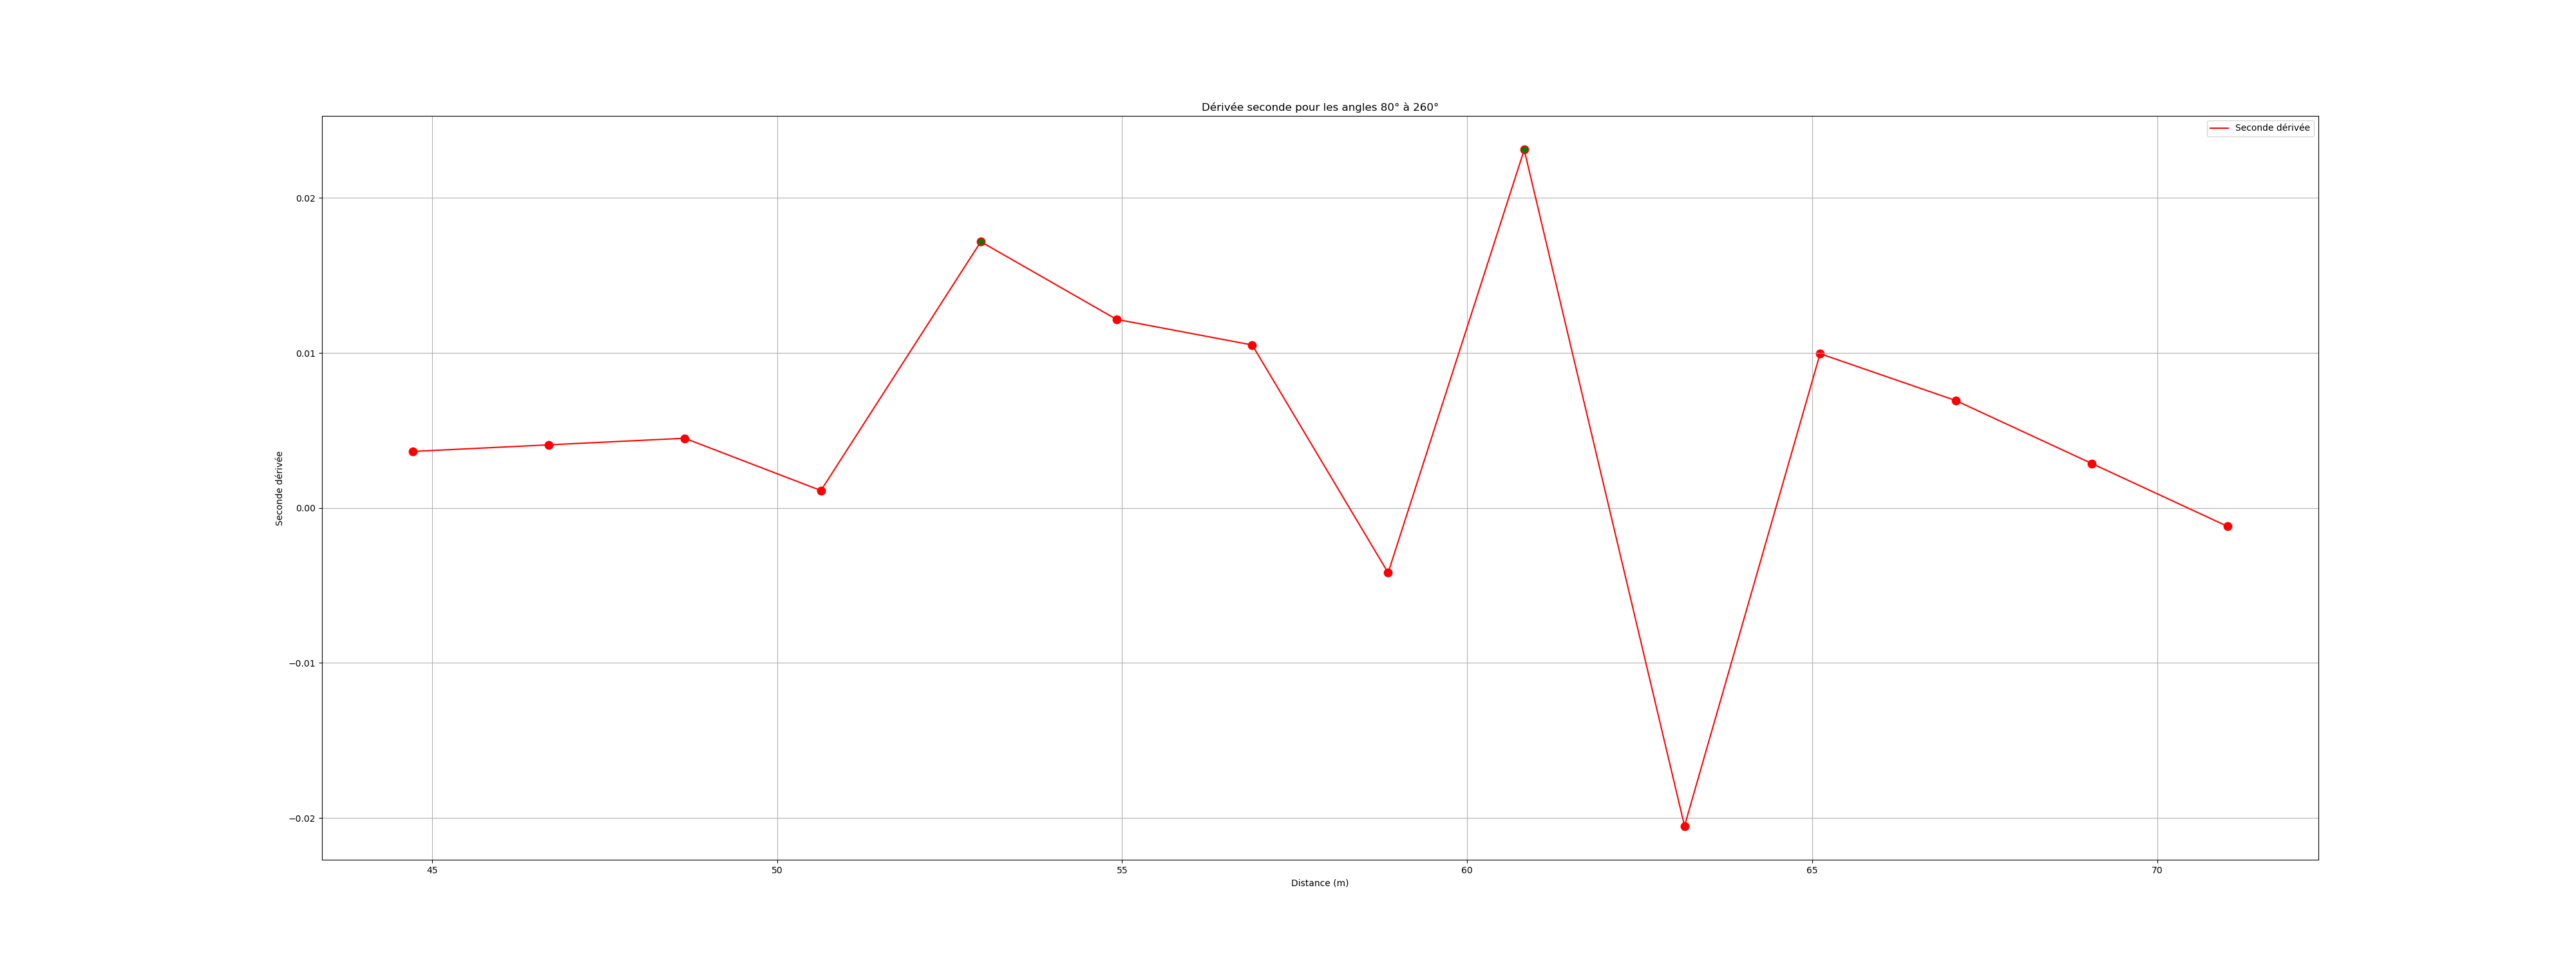 Dérivée seconde pour les angles 80° à 260°
Seconde dérivée
0.02
0.01
0.00
−0.01
−0.02
Seconde dérivée
45
50
55
60
65
70
Distance (m)